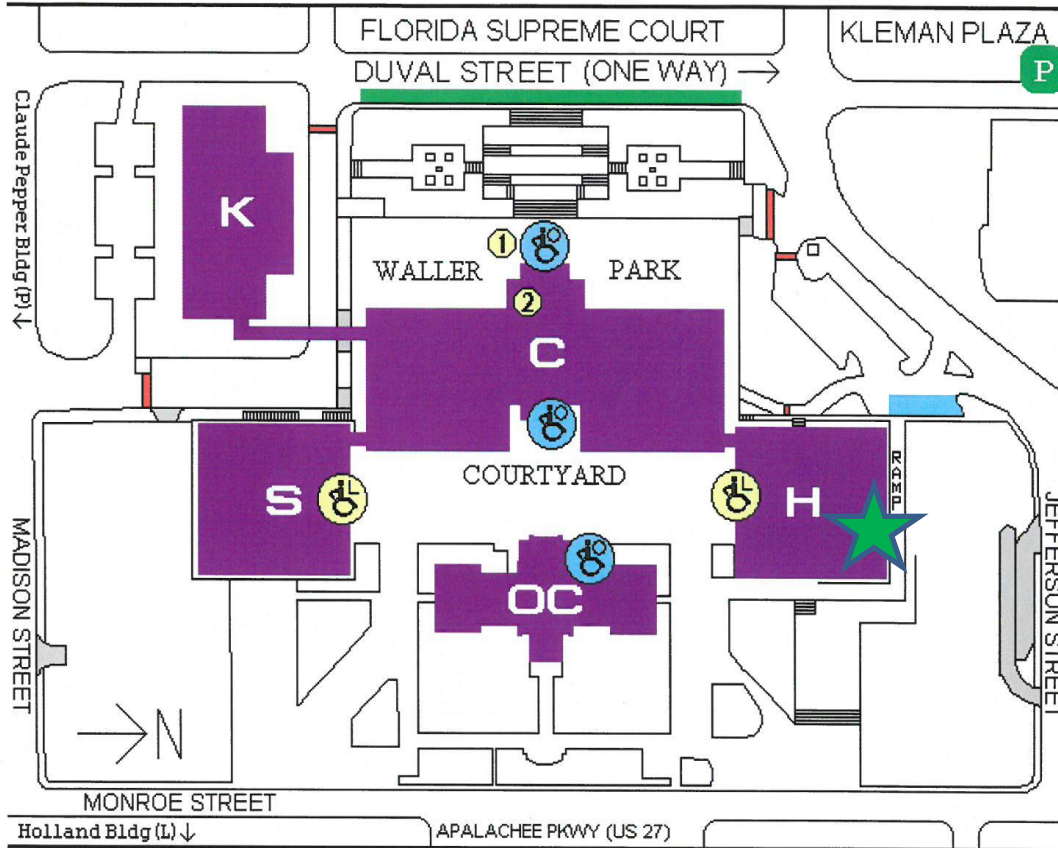 FLORIDA SUPREME COURT
KLEMAN PLAZA
DUVAL STREET (ONE WAY) →
P
Claude Pepper Bldg (P) ↓
K
1
WALLER PARK
2
C
COURTYARD
S
L
L
H
RAMP
OC
MADISON STREET
JEFFERSON STREET
→N
MONROE STREET
Holland Bldg (L) ↓
APALACHEE PKWY (US 27)